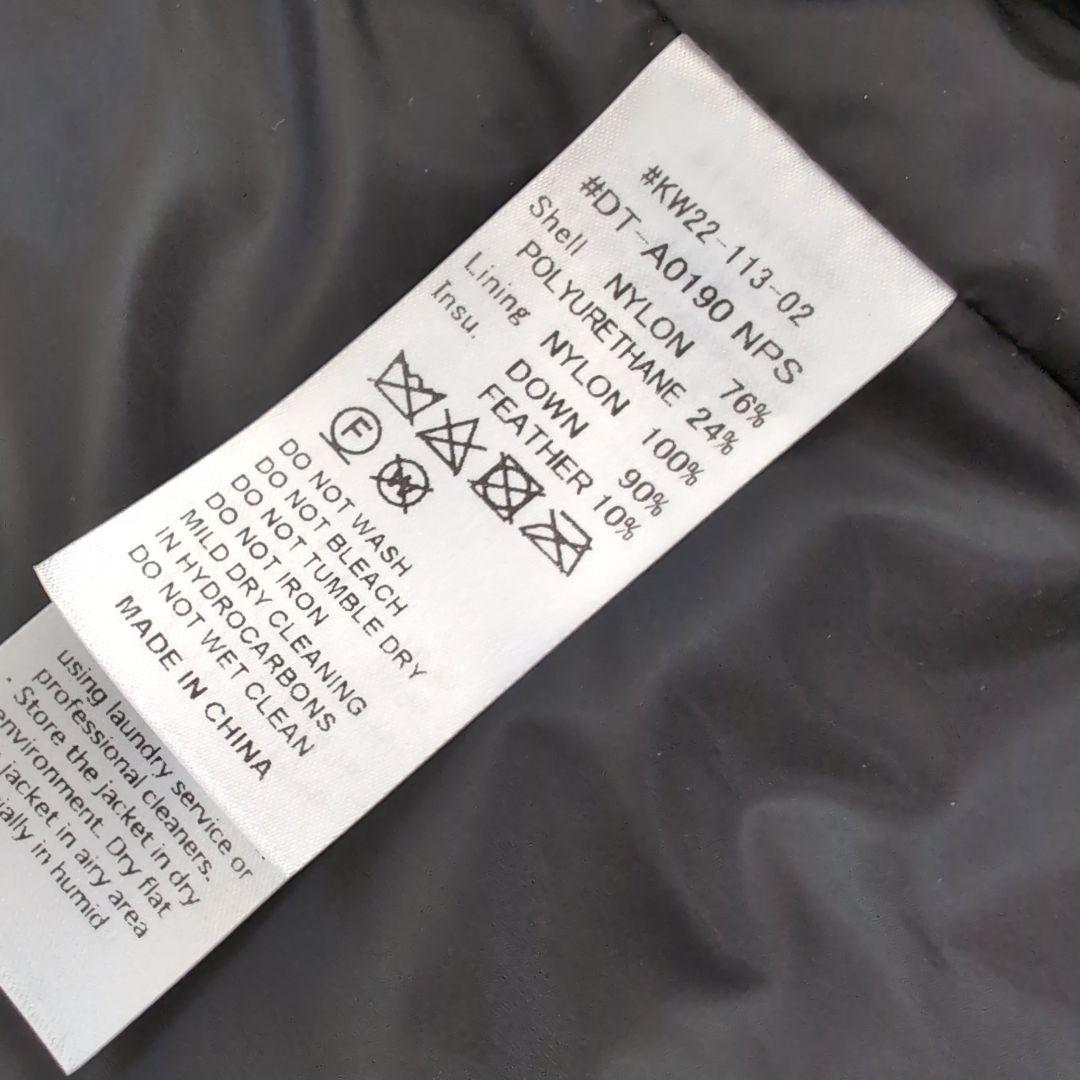 #KW22-113-02
#DT-A0190 NPS
Shell NYLON 76%
POLYURETHANE 24%
Lining NYLON 100%
Insu. DOWN 90%
FEATHER 10%
F W
DO NOT WASH
DO NOT BLEACH
DO NOT TUMBLE DRY
DO NOT IRON
MILD DRY CLEANING
IN HYDROCARBONS
DO NOT WET CLEAN
MADE IN CHINA
using laundry service or
professional cleaners.
. Store the jacket in dry
environment. Dry flat
jacket in airy area
in humid